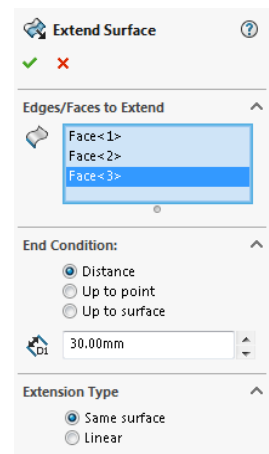 Extend Surface
Edges/Faces to Extend
Face<1>
Face<2>
Face<3>
End Condition:
Distance
Up to point
Up to surface
D1
30.00mm
Extension Type
Same surface
Linear